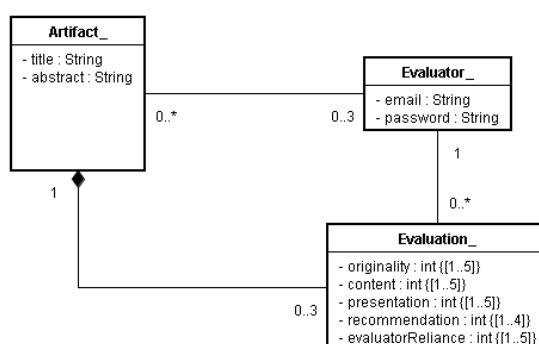 Artifact_
- title : String
- abstract : String
Evaluator_
- email : String
- password : String
0..*
0..3
1
1
0..*
Evaluation_
- originality : int {[1..5]}
- content : int {[1..5]}
- presentation : int {[1..5]}
- recommendation : int {[1..4]}
- evaluatorReliance : int {[1..5]}
0..3